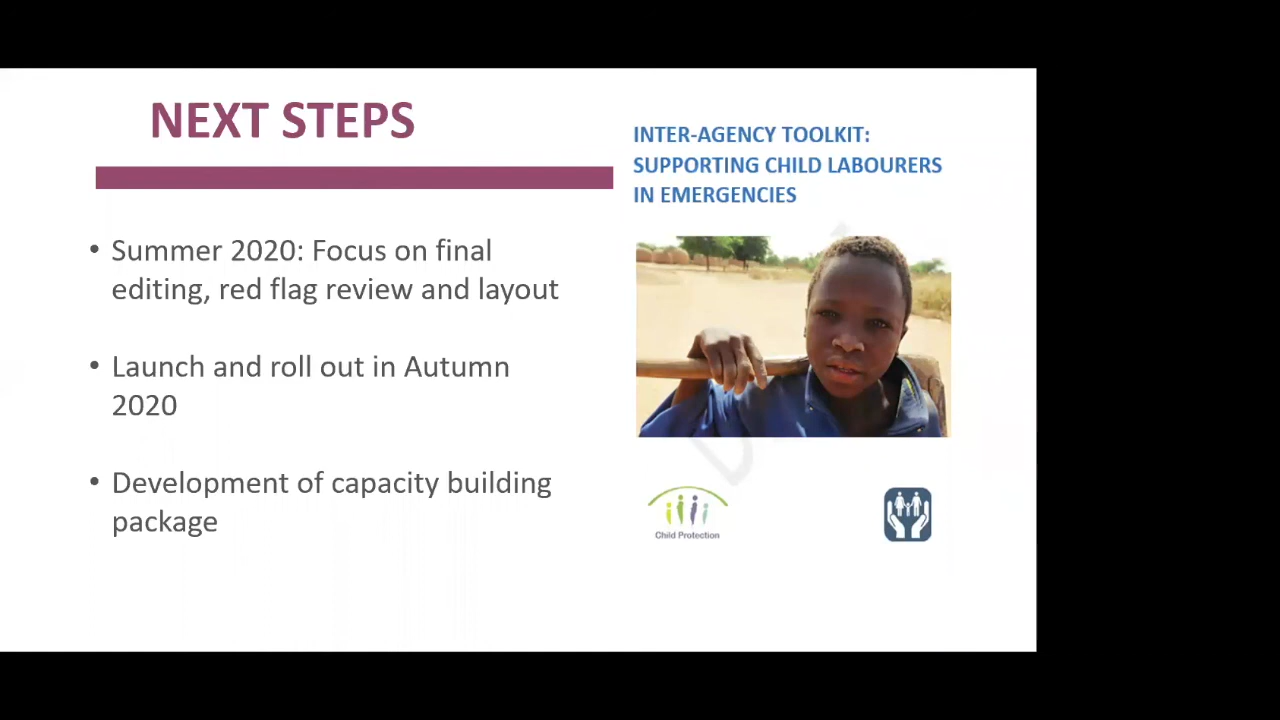 NEXT STEPS
• Summer 2020: Focus on final
editing, red flag review and layout
• Launch and roll out in Autumn
2020
• Development of capacity building
package
INTER-AGENCY TOOLKIT:
SUPPORTING CHILD LABOURERS
IN EMERGENCIES
Child Protection